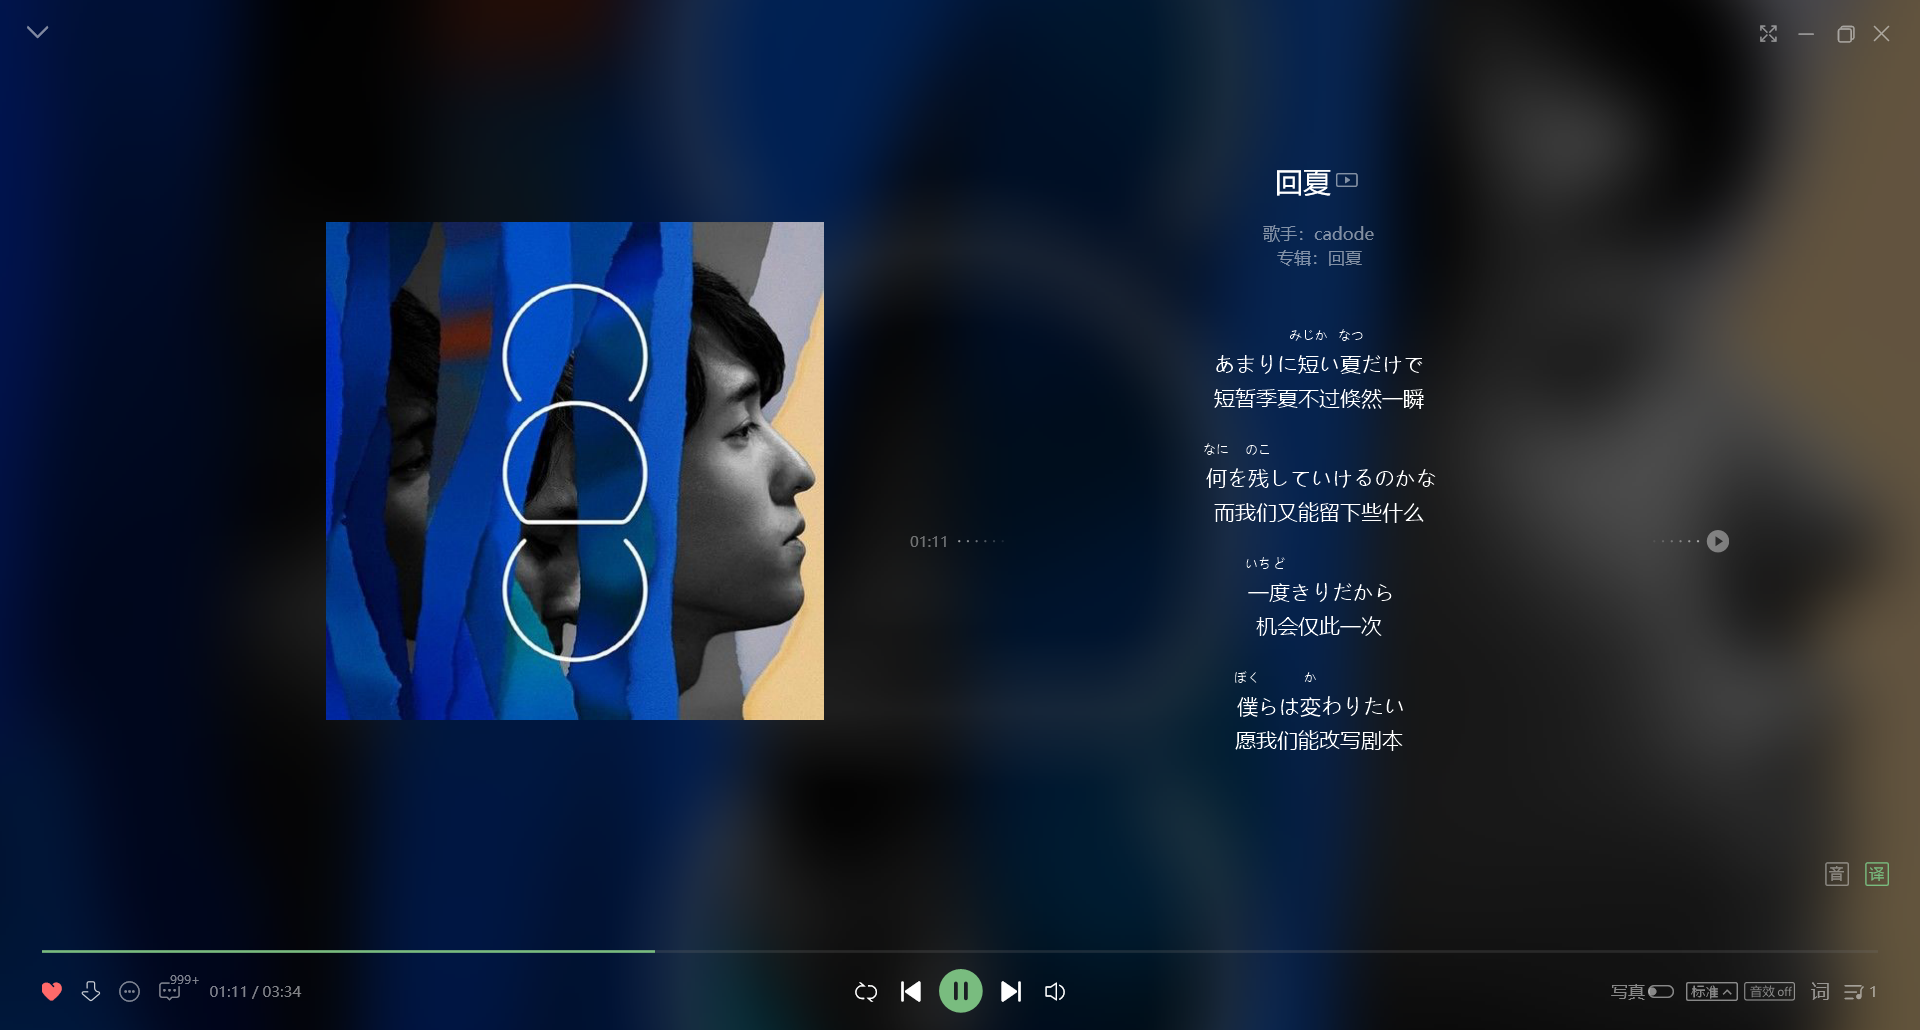 回夏
歌手：cadode
专辑：回夏
みじか なつ
あまりに短い夏だけで
短暂季夏不过倏然一瞬
なに のこ
何を残していけるのかな
而我们又能留下些什么
01:11
いちど
一度きりだから
机会仅此一次
ぼく か
僕らは変わりたい
愿我们能改写剧本
音 译
999+
01:11 / 03:34
写真 标准 音效off 词 1